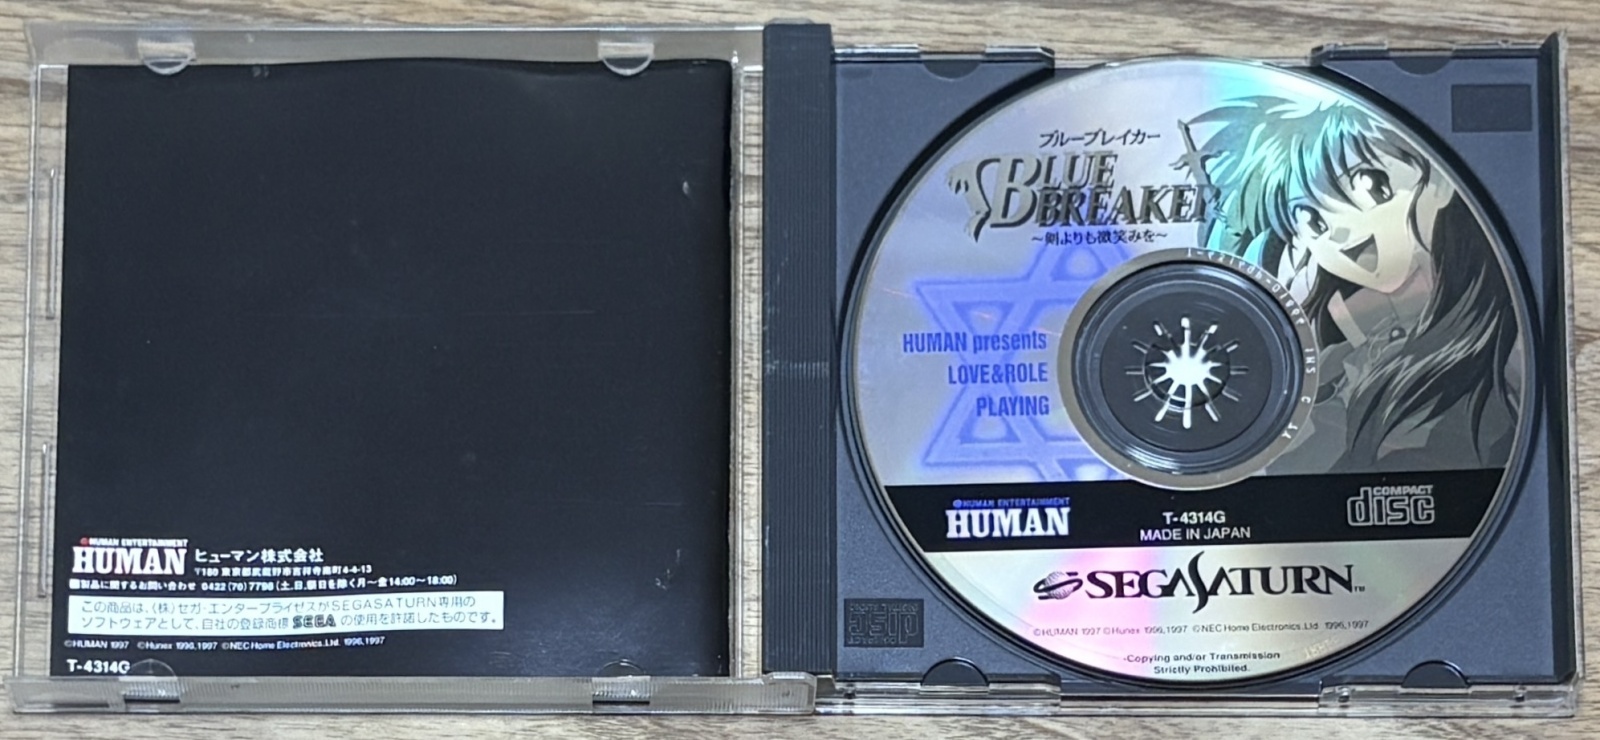 HUMAN ENTERTAINMENT
HUMAN ヒューマン株式会社
〒180 東京都武蔵野市吉祥寺南町4-4-13
■製品に関するお問い合わせ 0422(70)7796(土、日、祭日を除く月〜金14:00〜18:00)
この商品は、(株)セガ・エンタープライゼスがSEGASATURN専用の
ソフトウェアとして、自社の登録商標 SEGA の使用を許諾したものです。
©HUMAN 1997 ©Hunex 1996,1997 ©NEC Home Electronics,Ltd. 1996,1997
T-4314G
ブルーブレイカー
BLUE
BREAKER
〜剣よりも微笑みを〜
HUMAN presents
LOVE&ROLE
PLAYING
HUMAN ENTERTAINMENT
HUMAN
T-4314G
MADE IN JAPAN
COMPACT
disc
SEGA SATURN™
©HUMAN 1997 ©Hunex 1996,1997 ©NEC Home Electronics,Ltd. 1996,1997
Copying and/or Transmission
Strictly Prohibited.